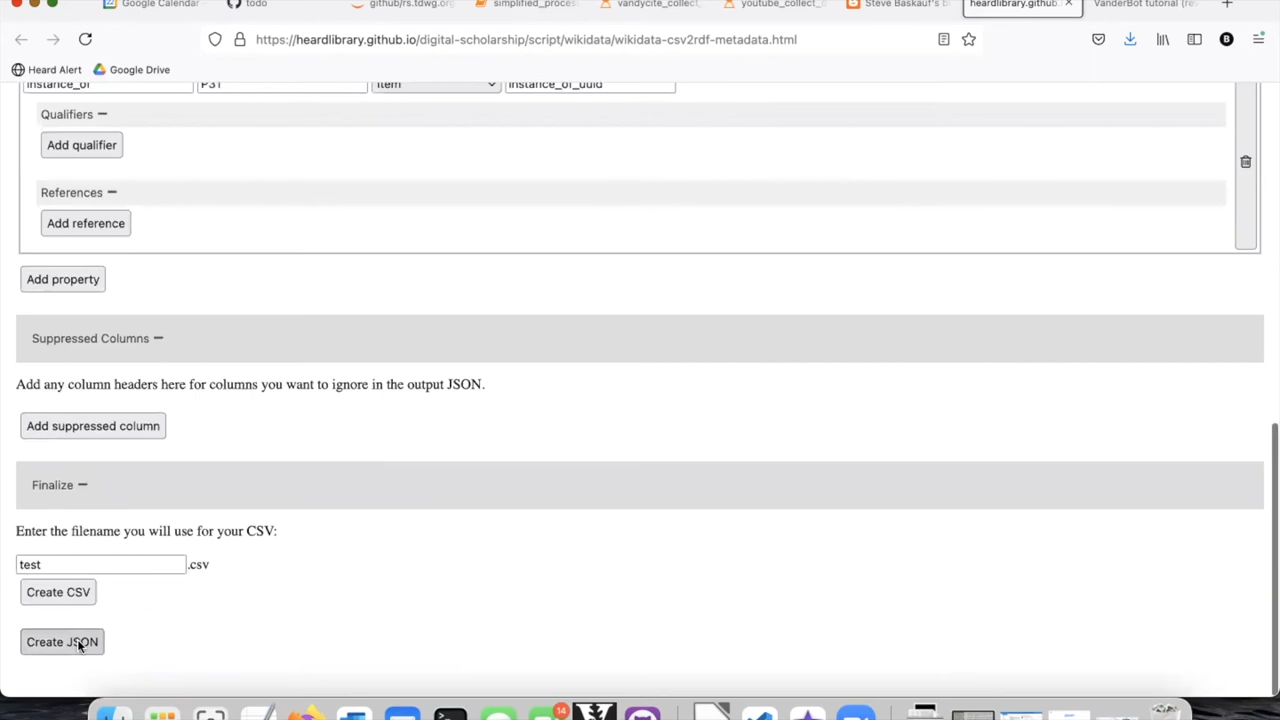 Google Calendar
todo
github/rs.tdwg.org
simplified_proce
vandycite_collect
youtube_collect_d
Steve Baskauf's b
heardlibrary.github.
VanderBot tutorial (re
https://heardlibrary.github.io/digital-scholarship/script/wikidata/wikidata-csv2rdf-metadata.html
B
Heard Alert
Google Drive
instance_of
P31
Item
instance_of_uuid
Qualifiers −
Add qualifier
References −
Add reference
Add property
Suppressed Columns −
Add any column headers here for columns you want to ignore in the output JSON.
Add suppressed column
Finalize −
Enter the filename you will use for your CSV:
test
.csv
Create CSV
Create JSON
14